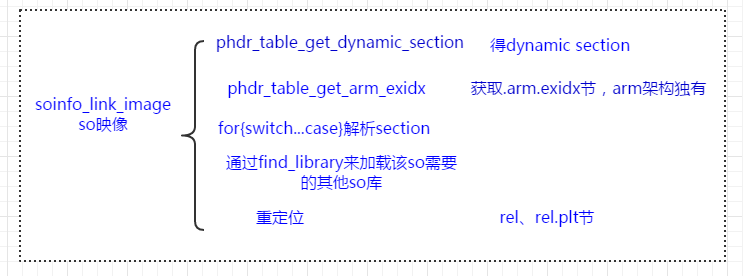 phdr_table_get_dynamic_section 得dynamic section
phdr_table_get_arm_exidx 获取.arm.exidx节，arm架构独有
soinfo_link_image
so映像
for{switch...case}解析section
通过find_library来加载该so需要
的其他so库
重定位 rel、rel.plt节